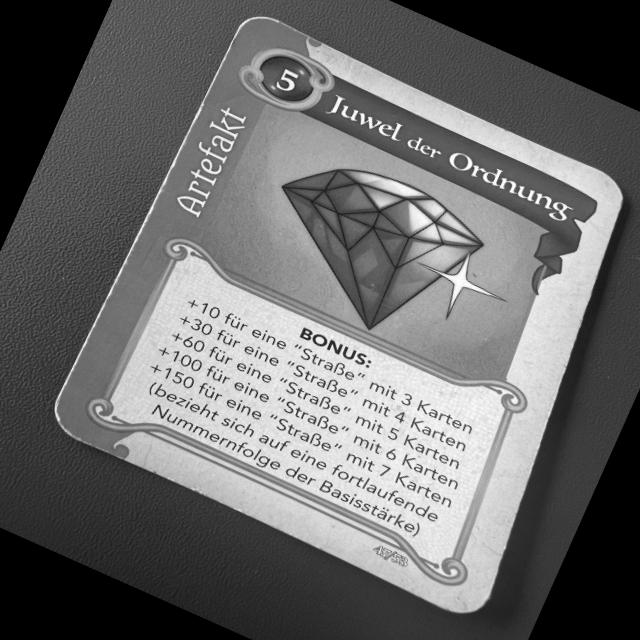 5
Juwel der Ordnung
Artefakt
BONUS:
+10 für eine "Straße" mit 3 Karten
+30 für eine "Straße" mit 4 Karten
+60 für eine "Straße" mit 5 Karten
+100 für eine "Straße" mit 6 Karten
+150 für eine "Straße" mit 7 Karten
(bezieht sich auf eine fortlaufende
Nummernfolge der Basisstärke)